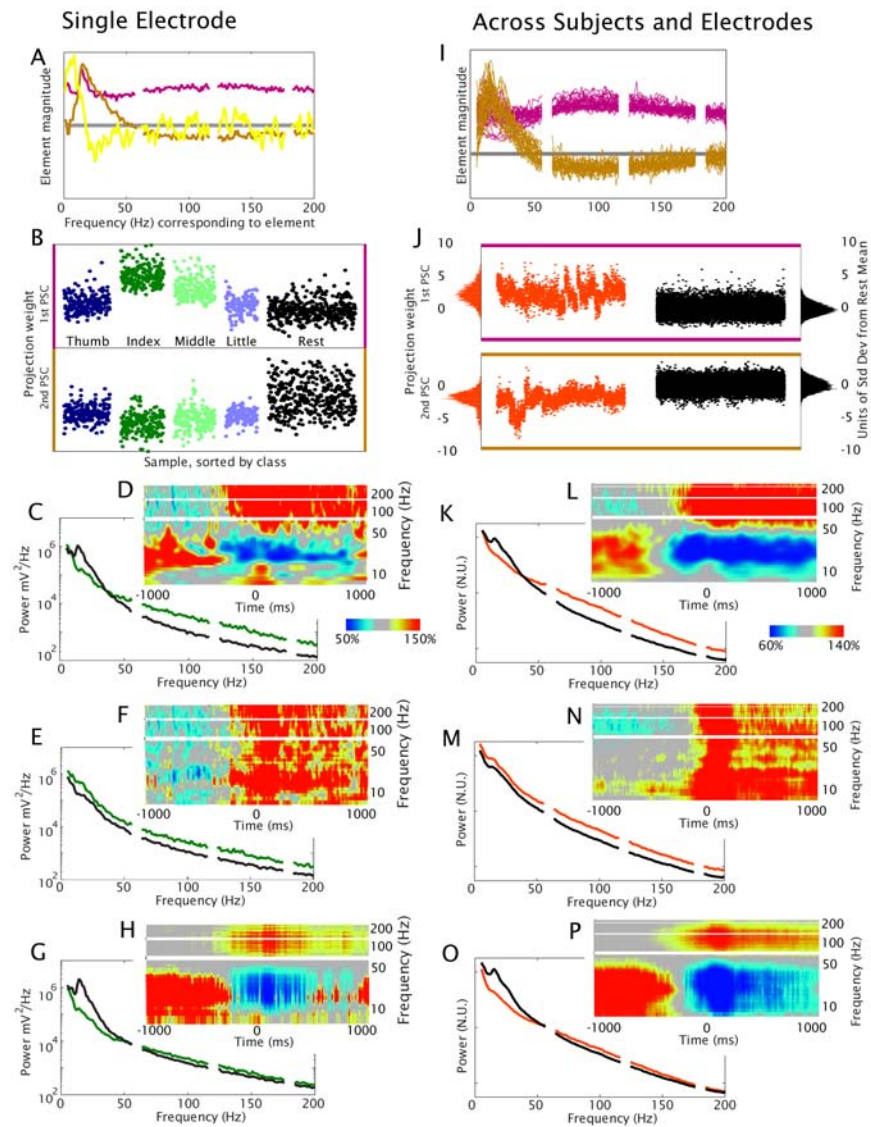 Single Electrode
Across Subjects and Electrodes
A
Element magnitude
0 50 100 150 200
Frequency (Hz) corresponding to element
I
Element magnitude
0 50 100 150 200
B
Projection weight
1st PSC
2nd PSC
Thumb Index Middle Little Rest
Sample, sorted by class
J
Projection weight
1st PSC
2nd PSC
10
5
0
-5
-10
10
5
0
0
-5
-10
Units of Std Dev from Rest Mean
C
Power mV²/Hz
10⁶
10⁴
10²
0 50 100 150 200
Frequency (Hz)
D
200
100
50
10
Frequency (Hz)
-1000 0 1000
Time (ms)
50% 150%
K
Power (N.U.)
0 50 100 150 200
Frequency (Hz)
L
200
100
50
10
Frequency (Hz)
-1000 0 1000
Time (ms)
60% 140%
E
Power mV²/Hz
10⁶
10⁴
10²
0 50 100 150 200
Frequency (Hz)
F
200
100
50
10
Frequency (Hz)
-1000 0 1000
Time (ms)
M
Power (N.U.)
0 50 100 150 200
Frequency (Hz)
N
200
100
50
10
Frequency (Hz)
-1000 0 1000
Time (ms)
G
Power mV²/Hz
10⁶
10⁴
10²
0 50 100 150 200
Frequency (Hz)
H
200
100
50
10
Frequency (Hz)
-1000 0 1000
Time (ms)
O
Power (N.U.)
0 50 100 150 200
Frequency (Hz)
P
200
100
50
10
Frequency (Hz)
-1000 0 1000
Time (ms)